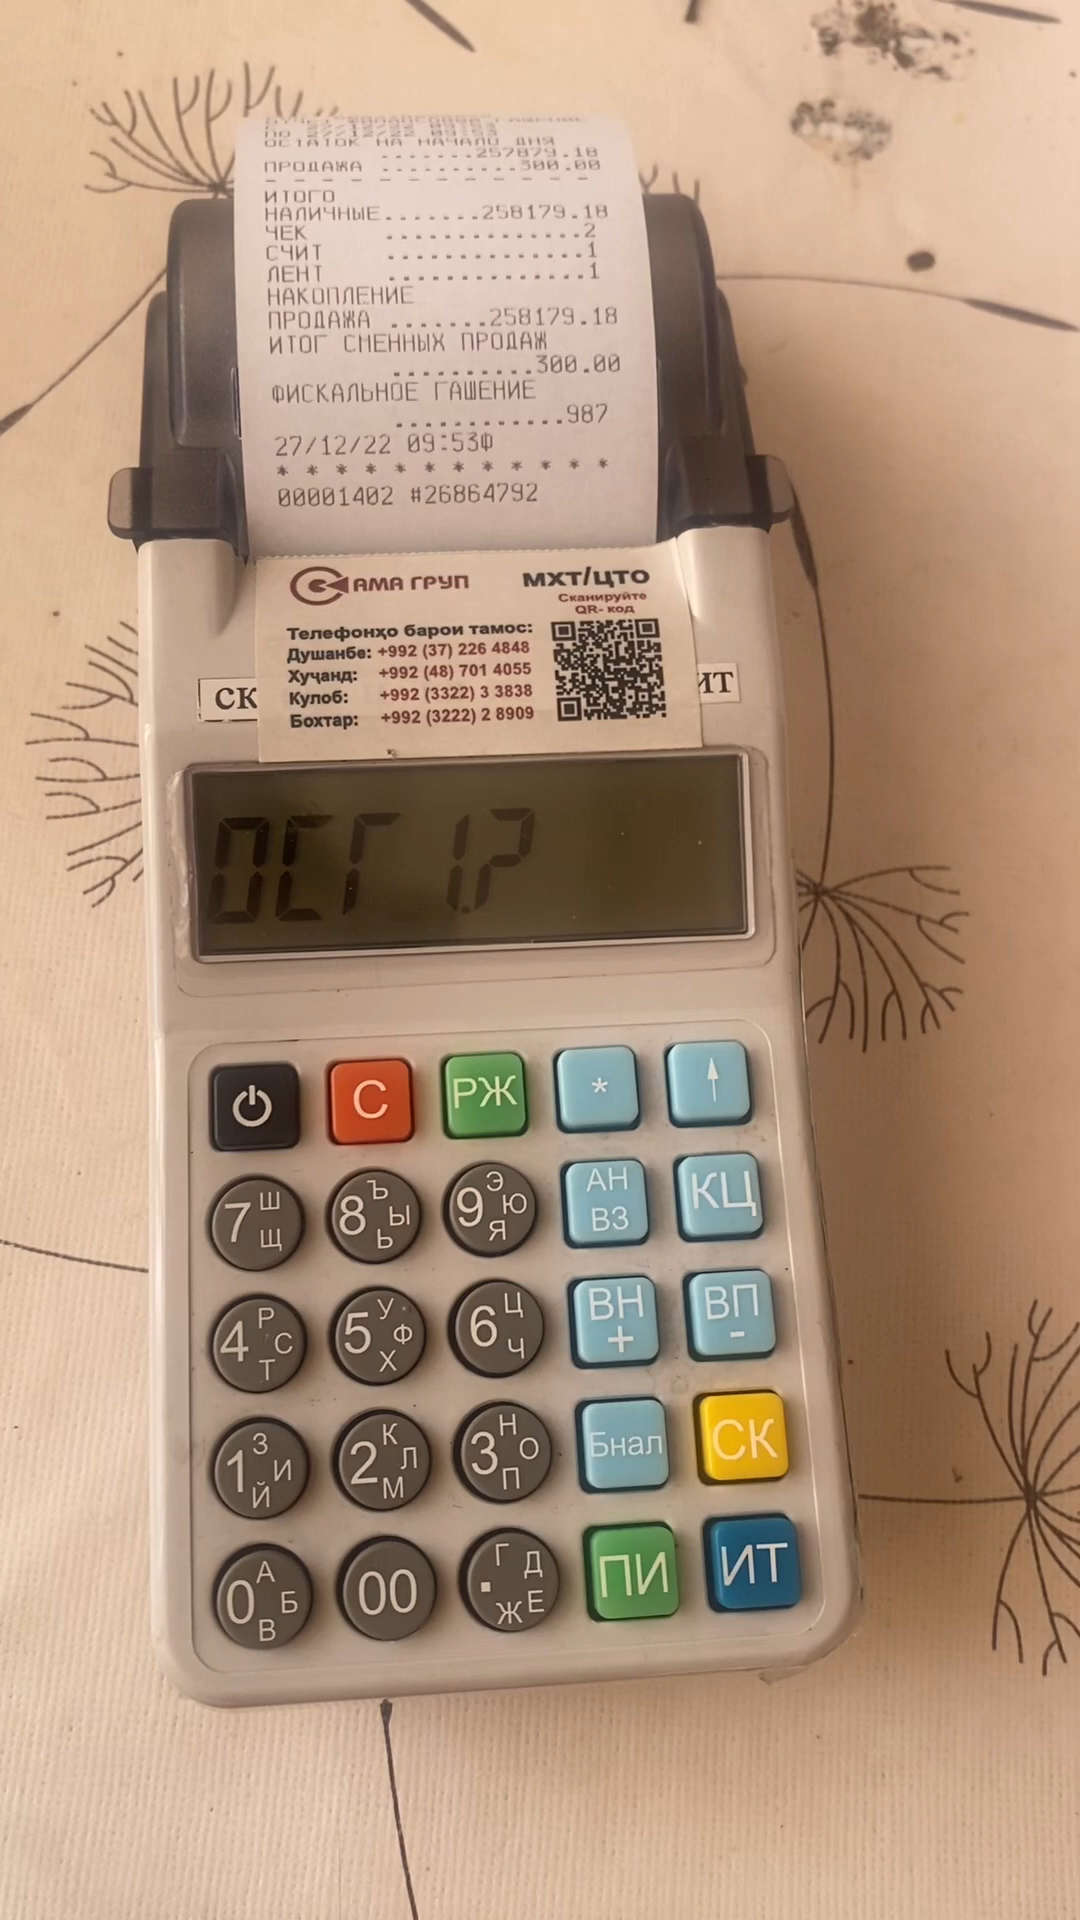 ОСТАТОК НА НАЧАЛО ДНЯ
.......257879.18
ПРОДАЖА ..........300.00
- - - - - - - - - - - -
ИТОГО
НАЛИЧНЫЕ.......258179.18
ЧЕК ..............2
СЧИТ ..............1
ЛЕНТ ..............1
НАКОПЛЕНИЕ
ПРОДАЖА .......258179.18
ИТОГ СМЕННЫХ ПРОДАЖ
..........300.00
ФИСКАЛЬНОЕ ГАШЕНИЕ
............987
27/12/22 09:53Ф
* * * * * * * * * * * *
00001402 #26864792
АМА ГРУП МХТ/ЦТО
Сканируйте
QR- код
Телефонҳо барои тамос:
Душанбе: +992 (37) 226 4848
Хуҷанд: +992 (48) 701 4055
Кулоб: +992 (3322) 3 3838
Бохтар: +992 (3222) 2 8909
СК ИТ
ОСГ 1.?
С РЖ * ↑
7 Ш Щ 8 Ъ Ы Ь 9 Э Ю Я АН ВЗ КЦ
4 Р С Т 5 У Ф Х 6 Ц Ч ВН + ВП -
1 З И Й 2 К Л М 3 Н О П Бнал СК
0 А Б В 00 . Г Д Е Ж ПИ ИТ